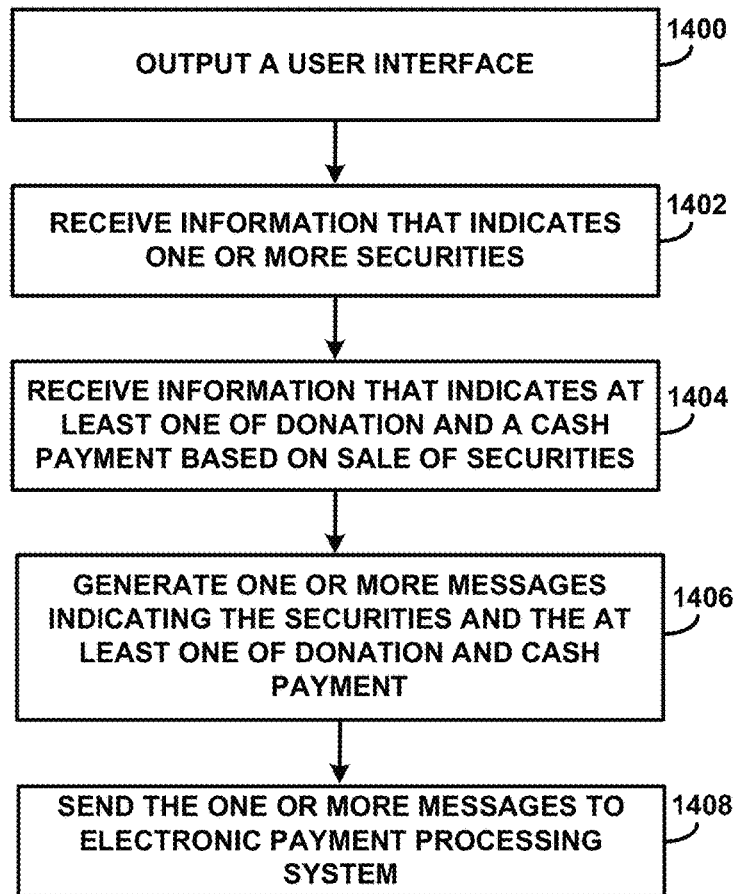 1400
OUTPUT A USER INTERFACE
1402
RECEIVE INFORMATION THAT INDICATES
ONE OR MORE SECURITIES
1404
RECEIVE INFORMATION THAT INDICATES AT
LEAST ONE OF DONATION AND A CASH
PAYMENT BASED ON SALE OF SECURITIES
1406
GENERATE ONE OR MORE MESSAGES
INDICATING THE SECURITIES AND THE AT
LEAST ONE OF DONATION AND CASH
PAYMENT
1408
SEND THE ONE OR MORE MESSAGES TO
ELECTRONIC PAYMENT PROCESSING
SYSTEM